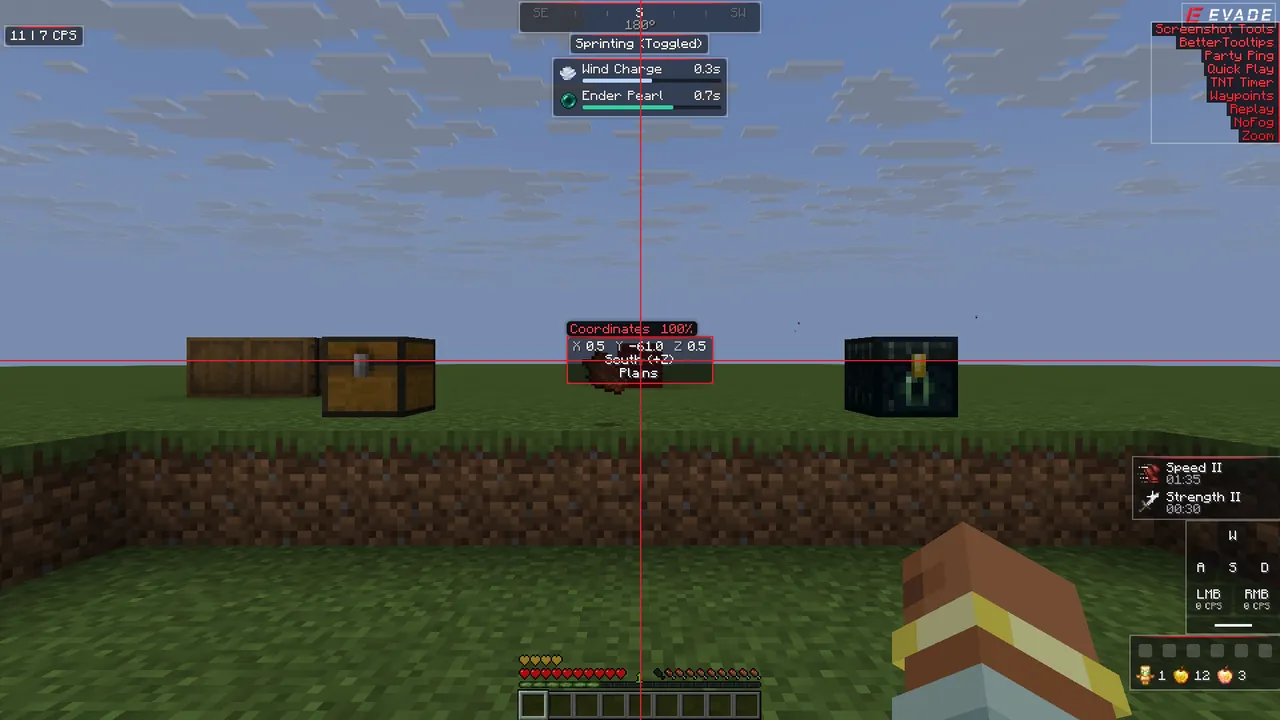 SE S SW
180°
11 | 7 CPS
Sprinting (Toggled)
Wind Charge 0.3s
Ender Pearl 0.7s
EVADE
Screenshot Tools
BetterTooltips
Party Ping
Quick Play
TNT Timer
Waypoints
Replay
NoFog
Zoom
Coordinates 100%
X 0.5 Y -61.0 Z 0.5
South (+Z)
Plains
Speed II
01:35
Strength II
00:30
W
A S D
LMB RMB
0 CPS 0 CPS
1 12 3
1